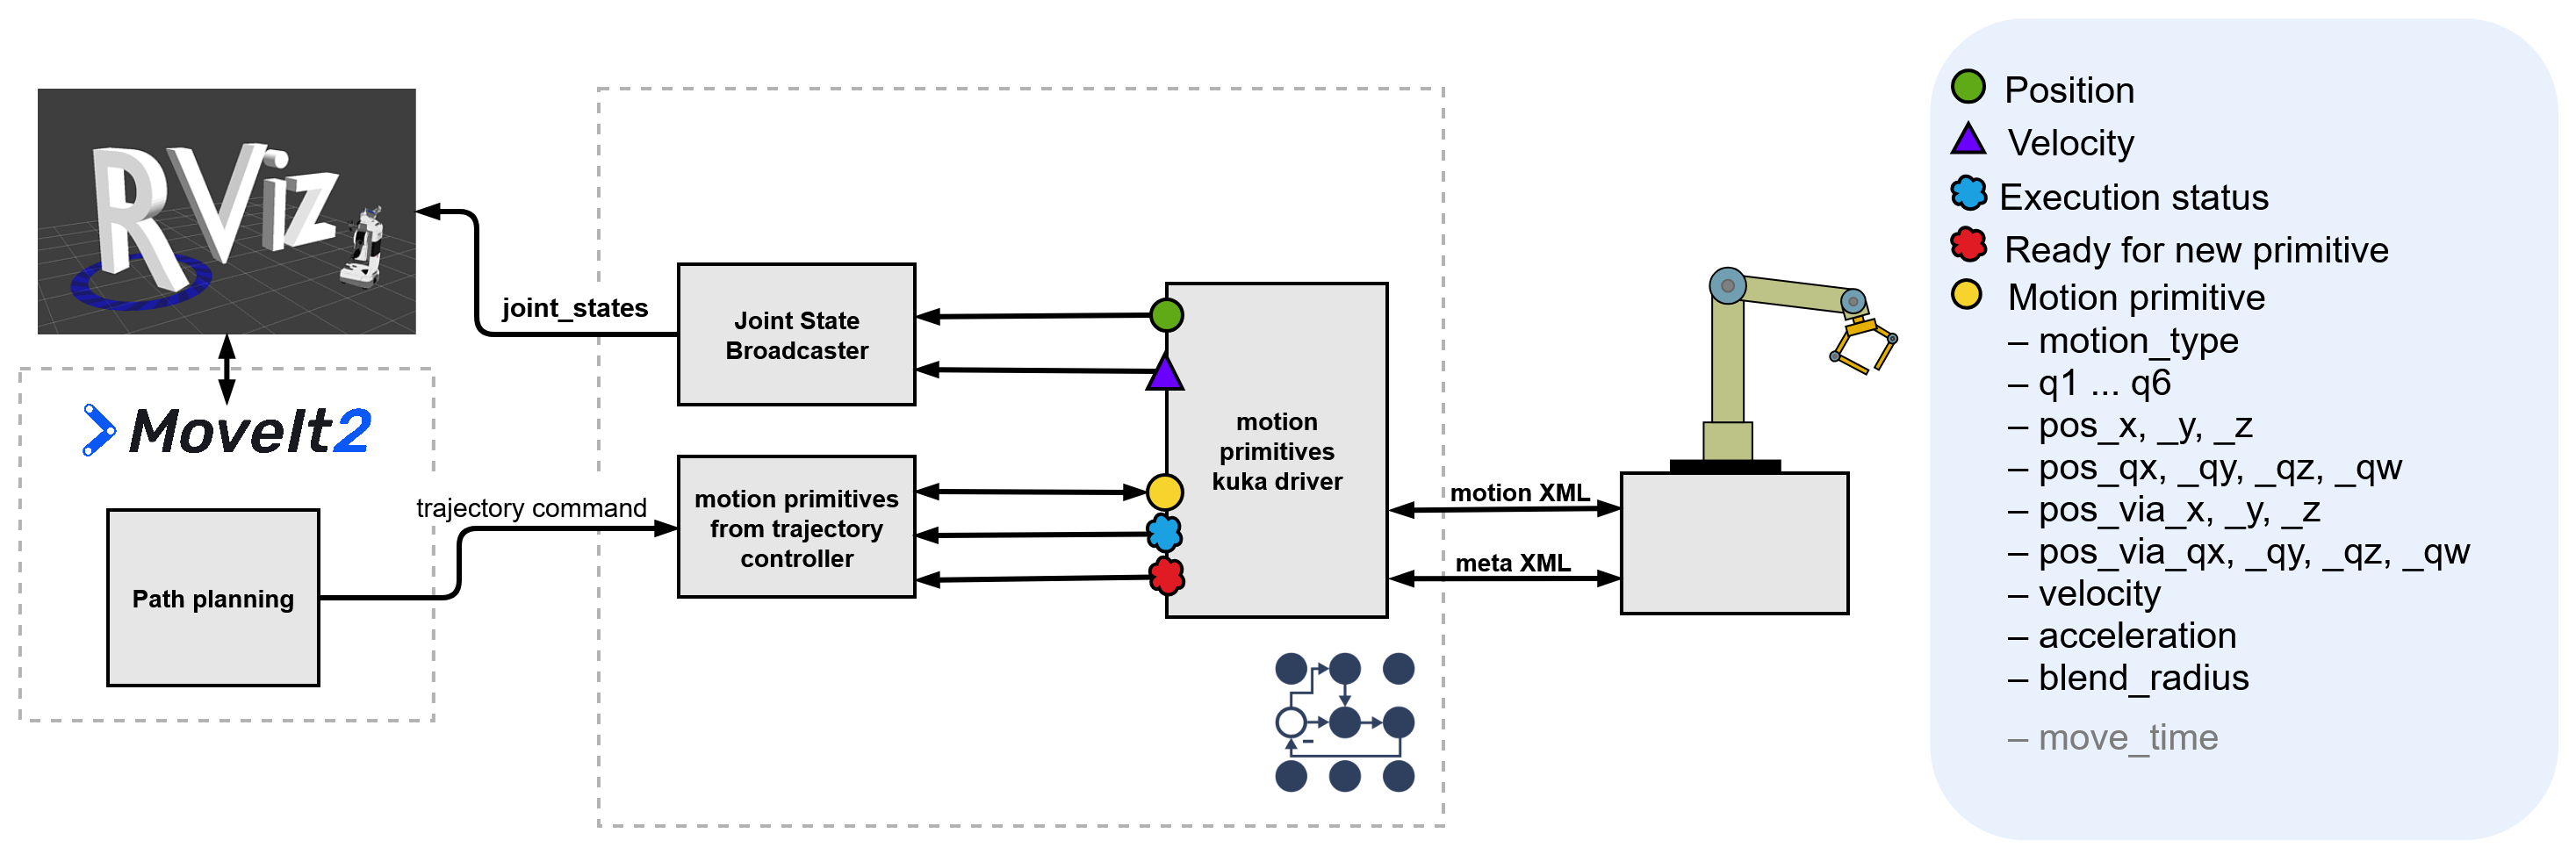 RViz
joint_states
MoveIt2
Path planning
trajectory command
Joint State
Broadcaster
motion primitives
from trajectory
controller
motion
primitives
kuka driver
motion XML
meta XML
Position
Velocity
Execution status
Ready for new primitive
Motion primitive
– motion_type
– q1 ... q6
– pos_x, _y, _z
– pos_qx, _qy, _qz, _qw
– pos_via_x, _y, _z
– pos_via_qx, _qy, _qz, _qw
– velocity
– acceleration
– blend_radius
– move_time